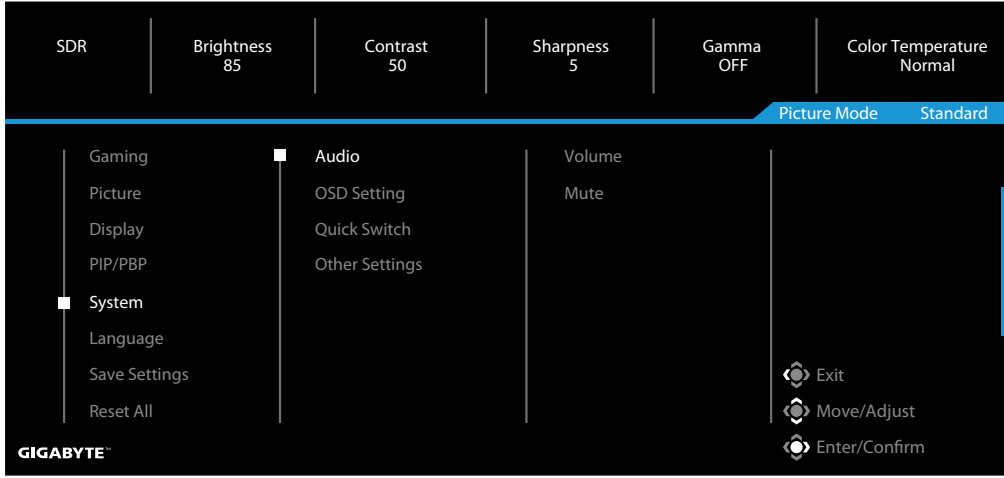 SDR Brightness Contrast Sharpness Gamma Color Temperature
85 50 5 OFF Normal
Picture Mode Standard
Gaming Audio Volume
Picture OSD Setting Mute
Display Quick Switch
PIP/PBP Other Settings
System
Language
Save Settings Exit
Reset All Move/Adjust
GIGABYTE™ Enter/Confirm